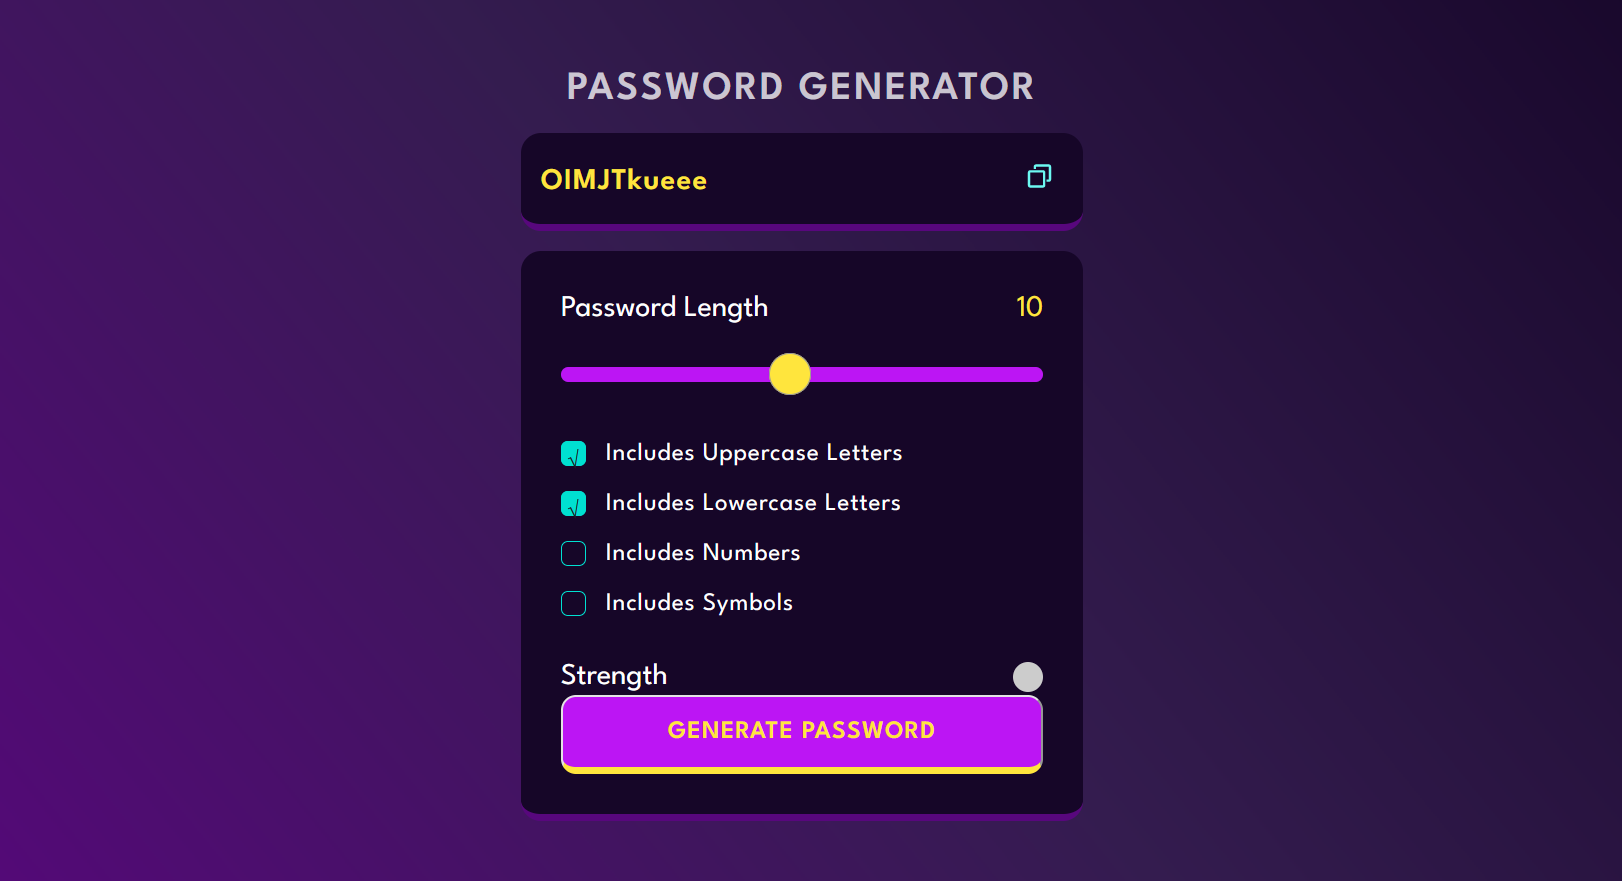 PASSWORD GENERATOR
OIMJTkueee
Password Length 10
√ Includes Uppercase Letters
√ Includes Lowercase Letters
Includes Numbers
Includes Symbols
Strength
GENERATE PASSWORD